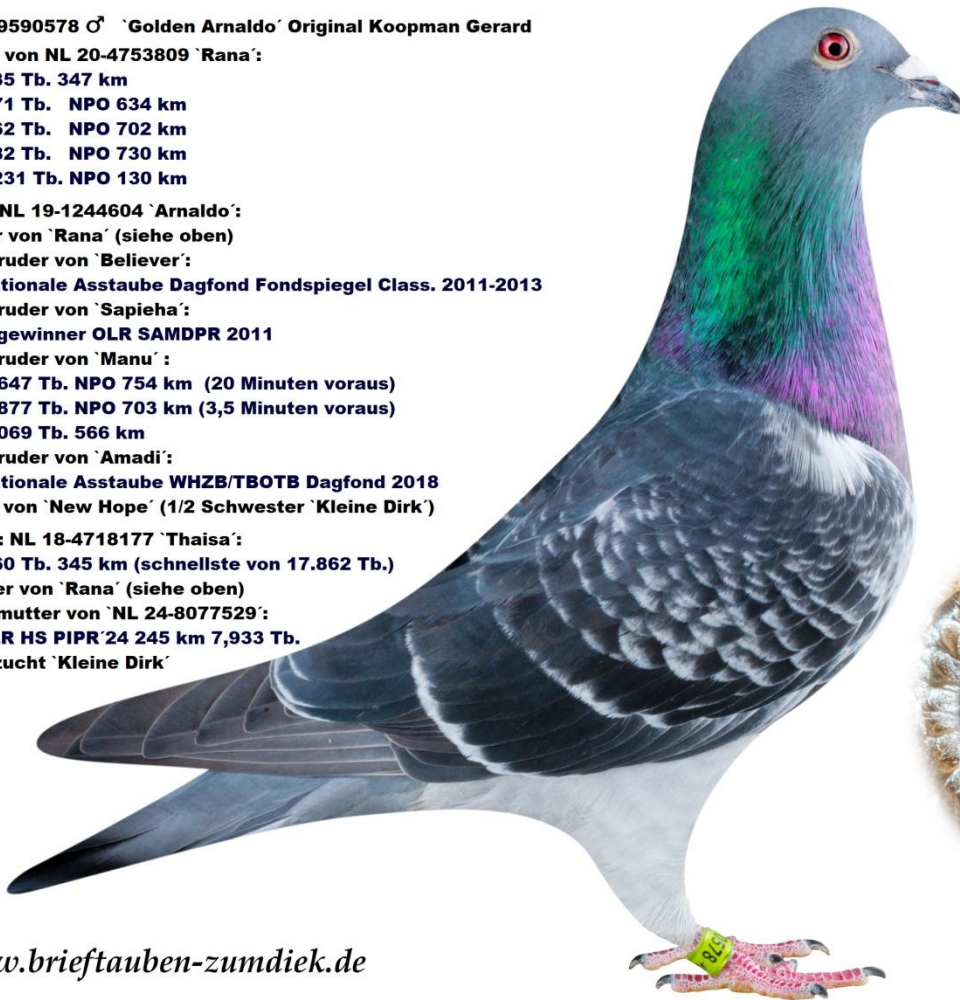 9590578 ♂ `Golden Arnaldo´ Original Koopman Gerard
von NL 20-4753809 `Rana´:
35 Tb. 347 km
71 Tb. NPO 634 km
62 Tb. NPO 702 km
32 Tb. NPO 730 km
231 Tb. NPO 130 km
NL 19-1244604 `Arnaldo´:
r von `Rana´ (siehe oben)
ruder von `Believer´:
tionale Asstaube Dagfond Fondspiegel Class. 2011-2013
ruder von `Sapieha´:
gewinner OLR SAMDPR 2011
ruder von `Manu´ :
647 Tb. NPO 754 km (20 Minuten voraus)
877 Tb. NPO 703 km (3,5 Minuten voraus)
069 Tb. 566 km
ruder von `Amadi´:
tionale Asstaube WHZB/TBOTB Dagfond 2018
von `New Hope´ (1/2 Schwester `Kleine Dirk´)
: NL 18-4718177 `Thaisa´:
60 Tb. 345 km (schnellste von 17.862 Tb.)
er von `Rana´ (siehe oben)
mutter von `NL 24-8077529´:
R HS PIPR´24 245 km 7,933 Tb.
zucht `Kleine Dirk´
w.brieftauben-zumdiek.de
578